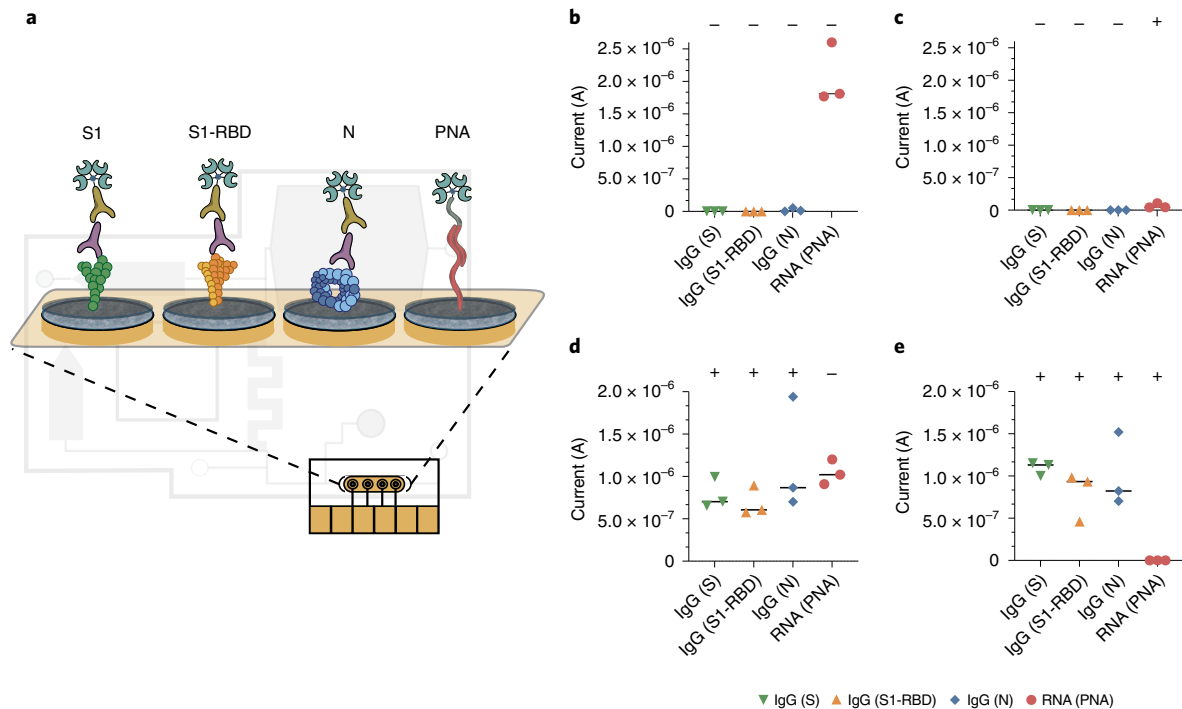 a
S1 S1-RBD N PNA
b
− − − −
Current (A)
2.5 × 10⁻⁶
2.0 × 10⁻⁶
1.5 × 10⁻⁶
1.0 × 10⁻⁶
5.0 × 10⁻⁷
0
IgG (S)
IgG (S1-RBD)
IgG (N)
RNA (PNA)
c
− − − +
Current (A)
2.5 × 10⁻⁶
2.0 × 10⁻⁶
1.5 × 10⁻⁶
1.0 × 10⁻⁶
5.0 × 10⁻⁷
0
IgG (S)
IgG (S1-RBD)
IgG (N)
RNA (PNA)
d
+ + + −
Current (A)
2.0 × 10⁻⁶
1.5 × 10⁻⁶
1.0 × 10⁻⁶
5.0 × 10⁻⁷
0
IgG (S)
IgG (S1-RBD)
IgG (N)
RNA (PNA)
e
+ + + +
Current (A)
2.0 × 10⁻⁶
1.5 × 10⁻⁶
1.0 × 10⁻⁶
5.0 × 10⁻⁷
0
IgG (S)
IgG (S1-RBD)
IgG (N)
RNA (PNA)
IgG (S) IgG (S1-RBD) IgG (N) RNA (PNA)